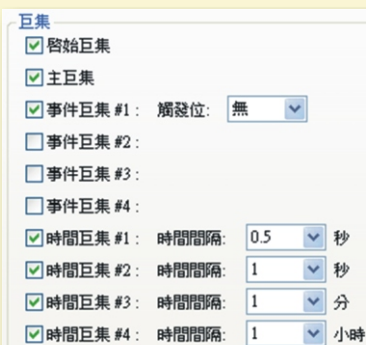 巨集
啓始巨集
主巨集
事件巨集 #1 : 觸發位: 無
事件巨集 #2 :
事件巨集 #3 :
事件巨集 #4 :
時間巨集 #1 : 時間間隔: 0.5 秒
時間巨集 #2 : 時間間隔: 1 秒
時間巨集 #3 : 時間間隔: 1 分
時間巨集 #4 : 時間間隔: 1 小時